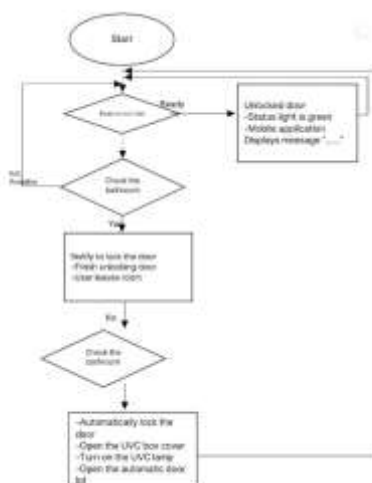 Start
Ready
Unlocked door
-Status light is green
-Mobile application
Displays message "......"
Check the
bathroom
Yes
Notify to lock the door
-Finish unlocking door
-User leaves room
No
Check the
bathroom
-Automatically lock the
door
-Open the UVC box cover
-Turn on the UVC lamp
-Open the automatic door